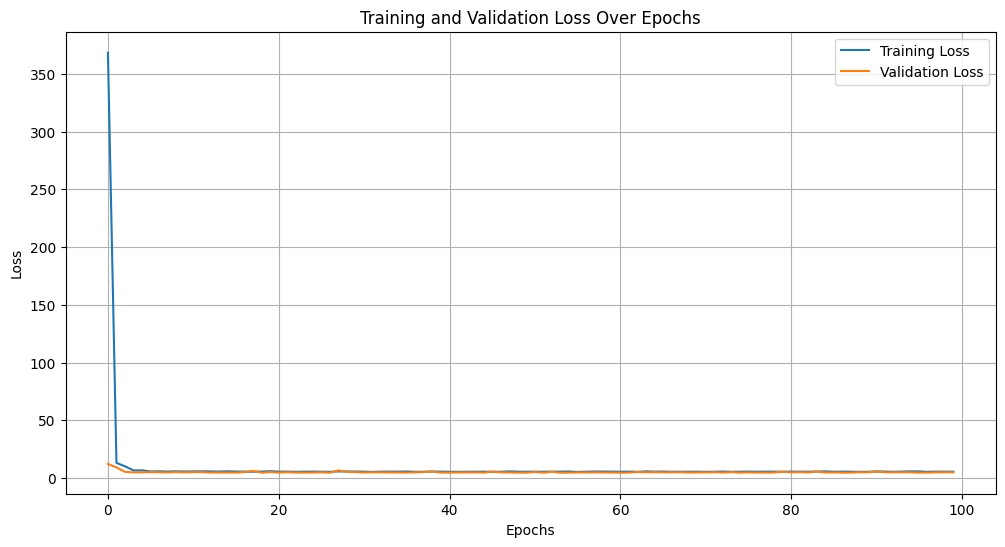 Training and Validation Loss Over Epochs
Training Loss
Validation Loss
350
300
250
200
150
100
50
0
Loss
0 20 40 60 80 100
Epochs